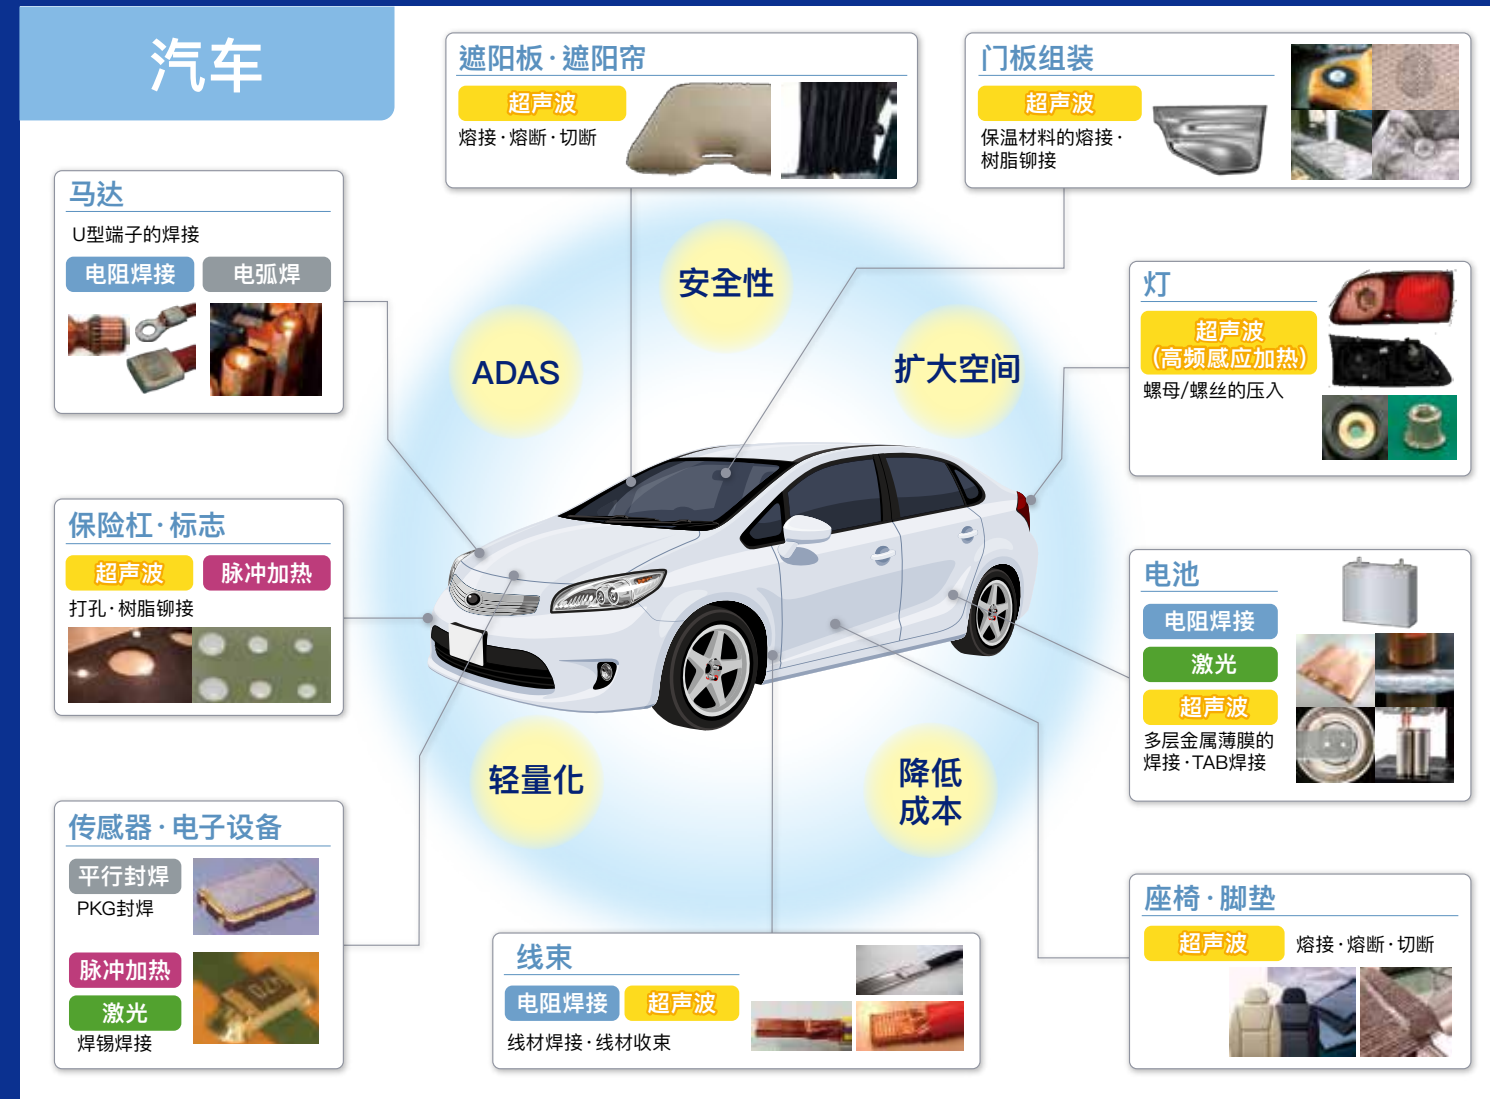 汽车
遮阳板·遮阳帘
超声波
熔接·熔断·切断
门板组装
超声波
保温材料的熔接·
树脂铆接
马达
U型端子的焊接
电阻焊接
电弧焊
灯
超声波
(高频感应加热)
螺母/螺丝的压入
安全性
ADAS
扩大空间
保险杠·标志
超声波
脉冲加热
打孔·树脂铆接
电池
电阻焊接
激光
超声波
多层金属薄膜的
焊接·TAB焊接
轻量化
降低
成本
传感器·电子设备
平行封焊
PKG封焊
脉冲加热
激光
焊锡焊接
线束
电阻焊接
超声波
线材焊接·线材收束
座椅·脚垫
超声波
熔接·熔断·切断